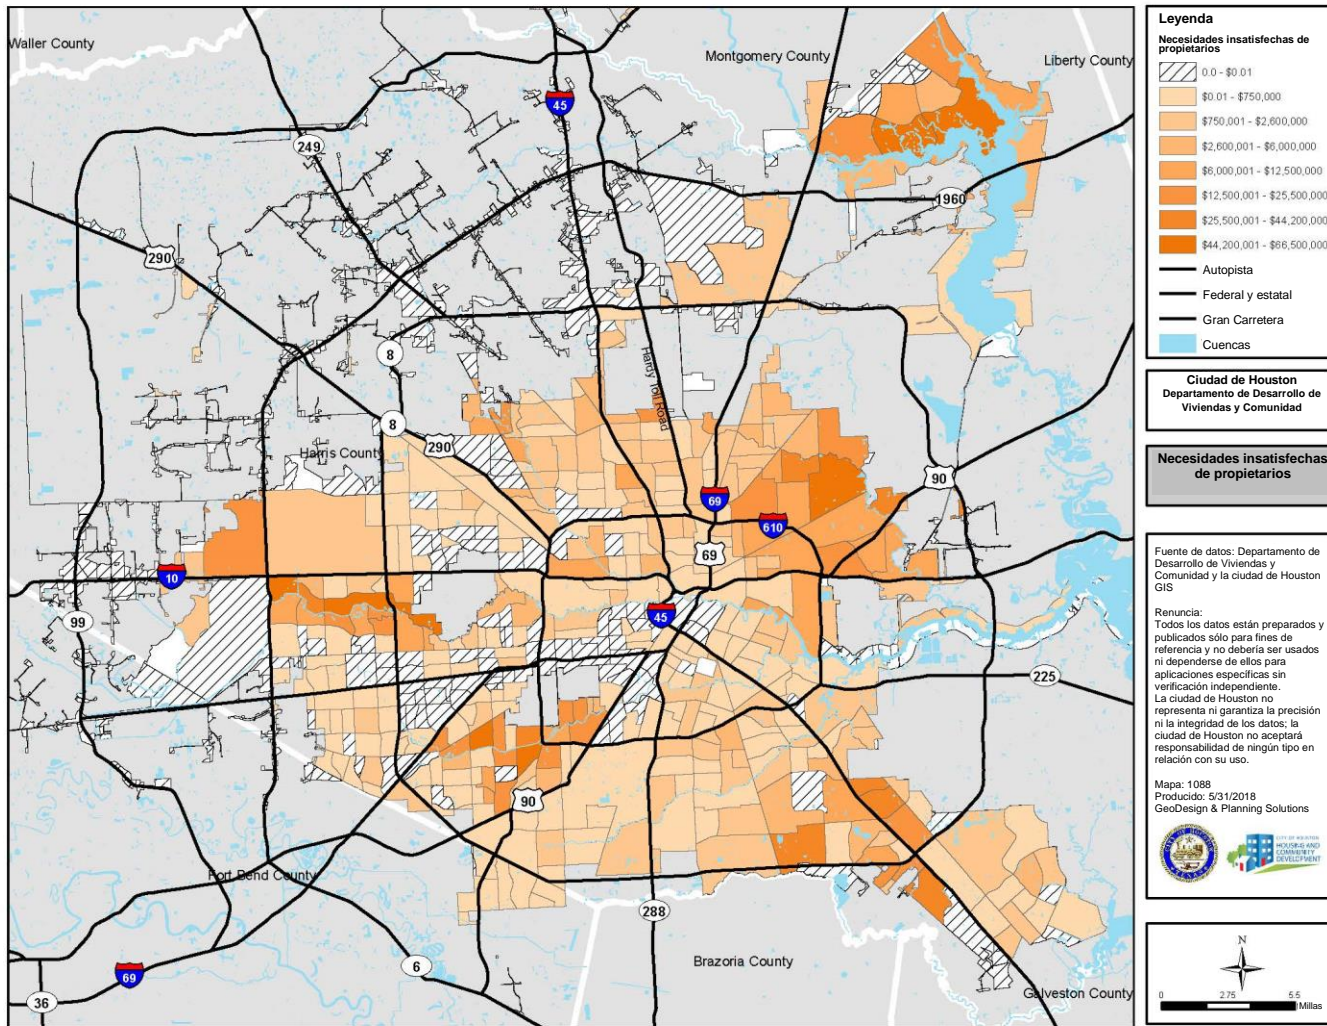 Waller County
Montgomery County
Liberty County
45
249
1960
290
8
Hardy Toll Road
8
290
Harris County
90
69
610
69
10
99
45
225
90
Fort Bend County
288
Brazoria County
6
69
36
Galveston County
Leyenda
Necesidades insatisfechas de
propietarios
0.0 - $0.01
$0.01 - $750,000
$750,001 - $2,600,000
$2,600,001 - $6,000,000
$6,000,001 - $12,500,000
$12,500,001 - $25,500,000
$25,500,001 - $44,200,000
$44,200,001 - $66,500,000
Autopista
Federal y estatal
Gran Carretera
Cuencas
Ciudad de Houston
Departamento de Desarrollo de
Viviendas y Comunidad
Necesidades insatisfechas
de propietarios
Fuente de datos: Departamento de
Desarrollo de Viviendas y
Comunidad y la ciudad de Houston
GIS
Renuncia:
Todos los datos están preparados y
publicados sólo para fines de
referencia y no debería ser usados
ni dependerse de ellos para
aplicaciones específicas sin
verificación independiente.
La ciudad de Houston no
representa ni garantiza la precisión
ni la integridad de los datos; la
ciudad de Houston no aceptará
responsabilidad de ningún tipo en
relación con su uso.
Mapa: 1088
Producido: 5/31/2018
GeoDesign & Planning Solutions
CITY OF HOUSTON
HOUSING AND
COMMUNITY
DEVELOPMENT
N
0 2.75 5.5
Millas